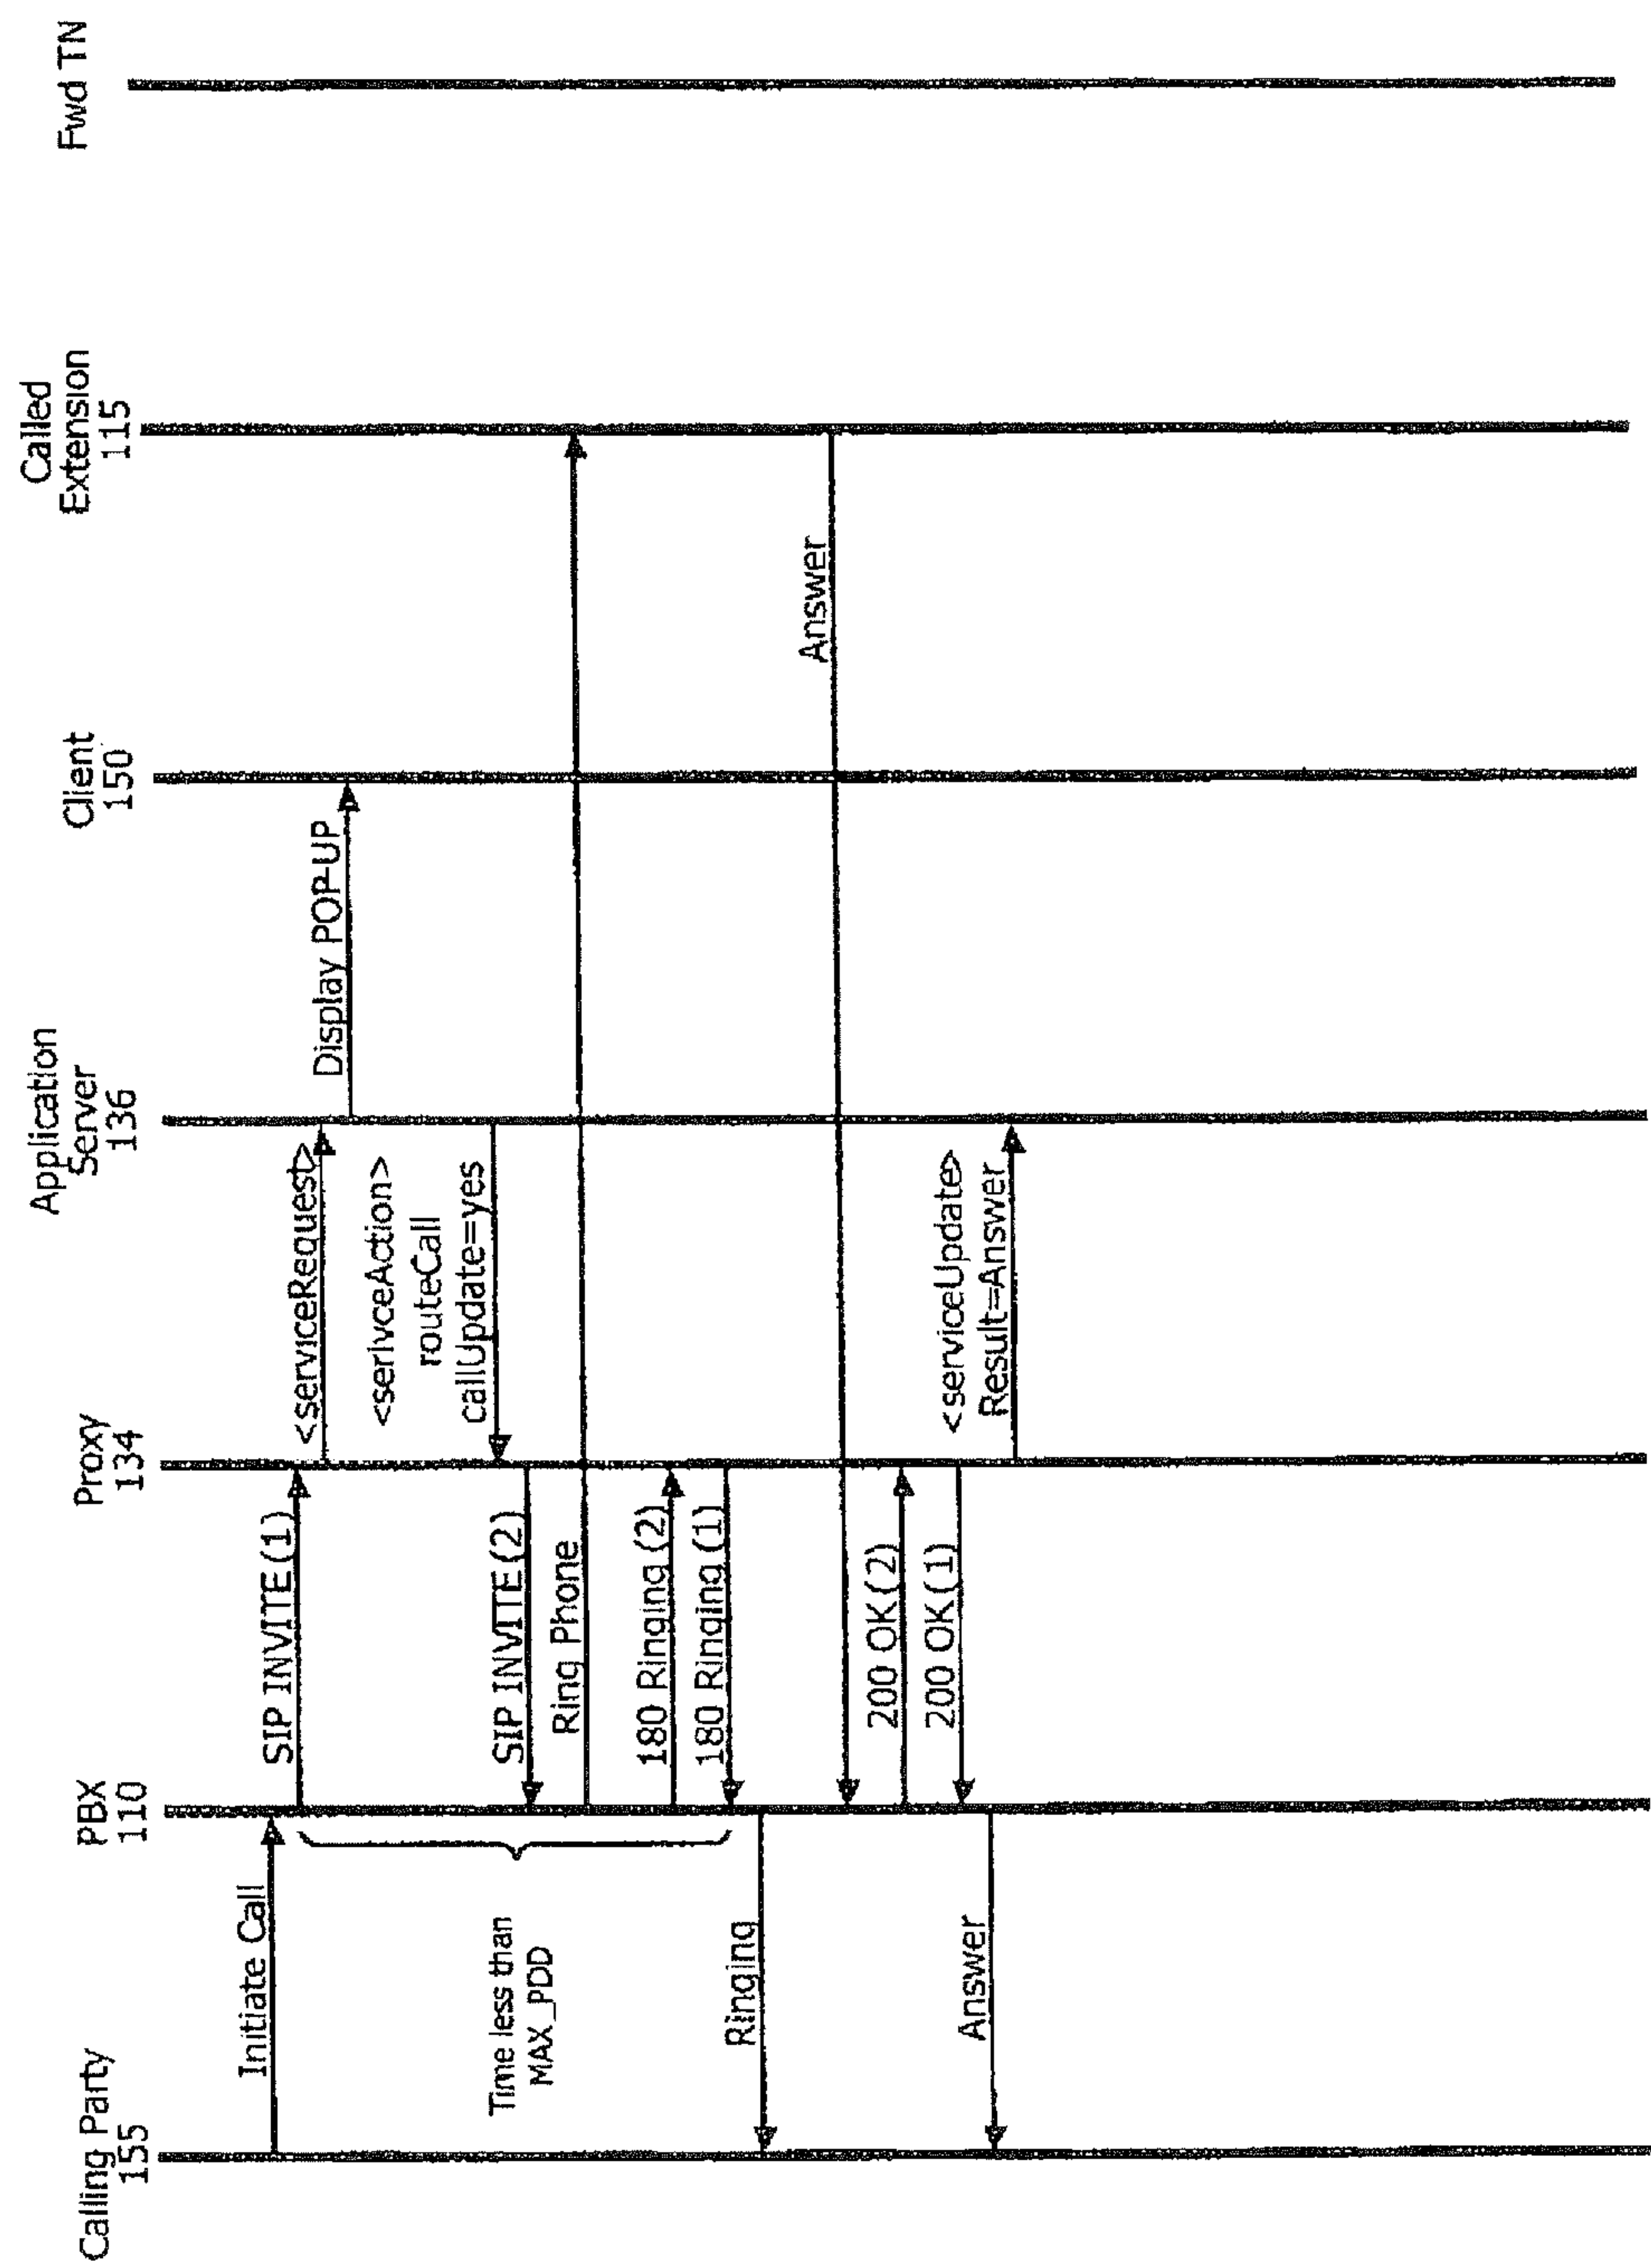 Calling Party
155
PBX
110
Proxy
134
Application
Server
136
Client
150
Called
Extension
115
Fwd TN
Initiate Call
SIP INVITE(1)
<serviceRequest>
Display POP-UP
<serivceAction>
routeCall
callUpdate=yes
SIP INVITE(2)
Time less than
MAX_PDD
Ring Phone
180 Ringing (2)
180 Ringing (1)
Ringing
Answer
200 OK(2)
200 OK(1)
<serviceUpdate>
Result=Answer
Answer